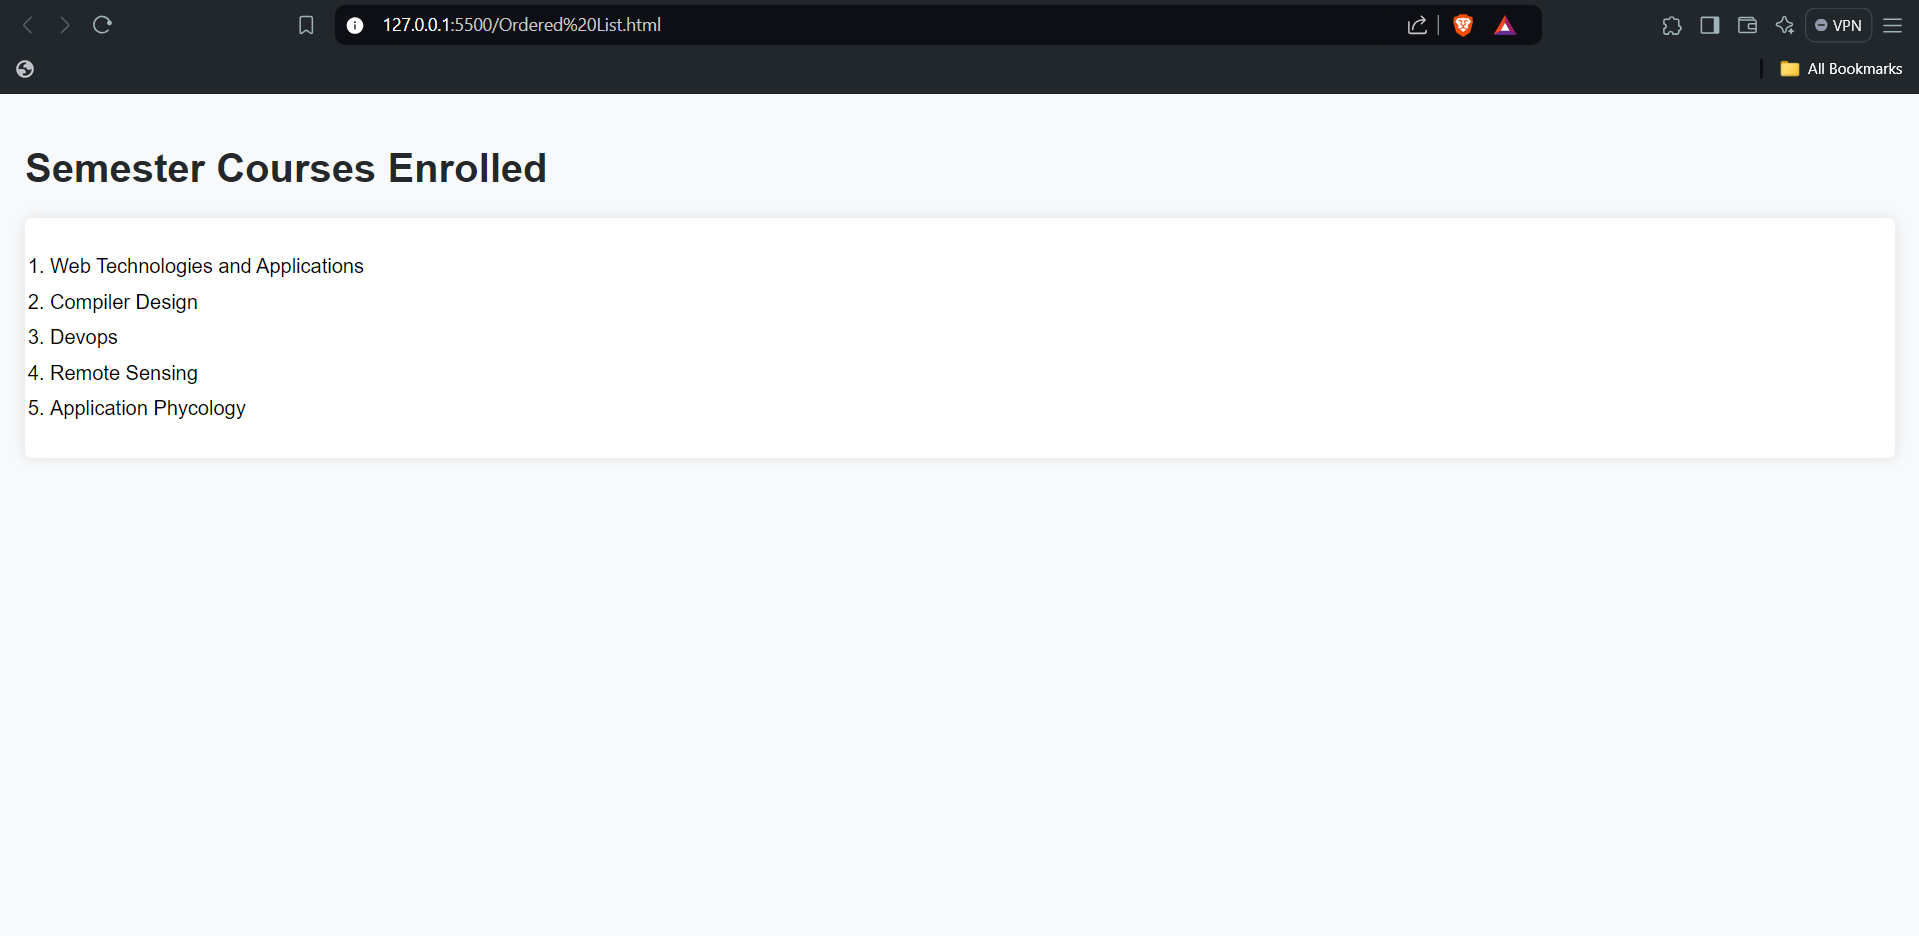 127.0.0.1:5500/Ordered%20List.html
VPN
All Bookmarks
Semester Courses Enrolled
1. Web Technologies and Applications
2. Compiler Design
3. Devops
4. Remote Sensing
5. Application Phycology